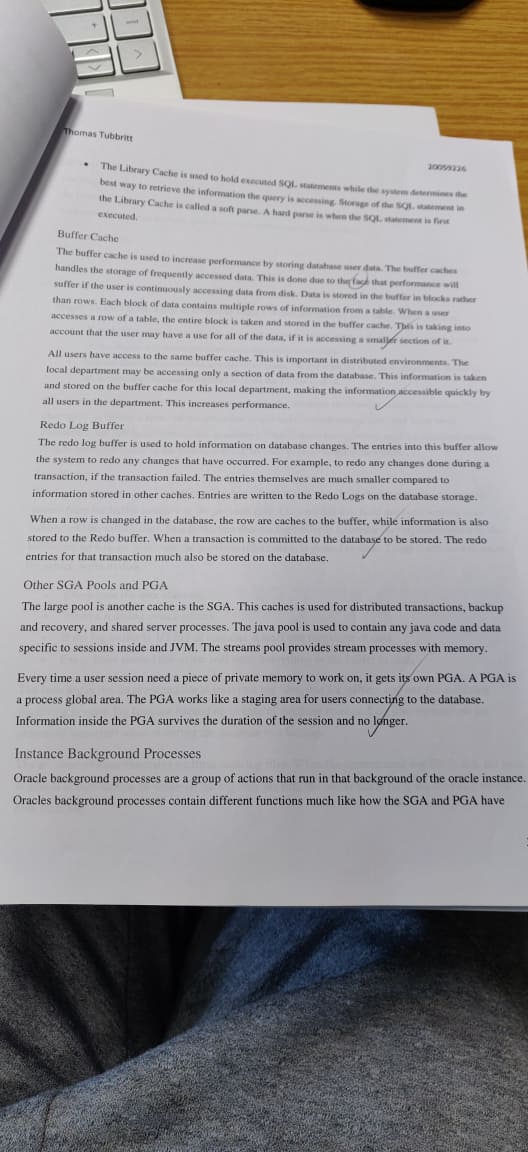 Thomas Tubbritt
20059226
• The Library Cache is used to hold executed SQL statements while the system determines the
best way to retrieve the information the query is accessing. Storage of the SQL statement in
the Library Cache is called a soft parse. A hard parse is when the SQL statement is first
executed.
Buffer Cache
The buffer cache is used to increase performance by storing database user data. The buffer caches
handles the storage of frequently accessed data. This is done due to the face that performance will
suffer if the user is continuously accessing data from disk. Data is stored in the buffer in blocks rather
than rows. Each block of data contains multiple rows of information from a table. When a user
accesses a row of a table, the entire block is taken and stored in the buffer cache. This is taking into
account that the user may have a use for all of the data, if it is accessing a smaller section of it.
All users have access to the same buffer cache. This is important in distributed environments. The
local department may be accessing only a section of data from the database. This information is taken
and stored on the buffer cache for this local department, making the information accessible quickly by
all users in the department. This increases performance.
Redo Log Buffer
The redo log buffer is used to hold information on database changes. The entries into this buffer allow
the system to redo any changes that have occurred. For example, to redo any changes done during a
transaction, if the transaction failed. The entries themselves are much smaller compared to
information stored in other caches. Entries are written to the Redo Logs on the database storage.
When a row is changed in the database, the row are caches to the buffer, while information is also
stored to the Redo buffer. When a transaction is committed to the database to be stored. The redo
entries for that transaction much also be stored on the database.
Other SGA Pools and PGA
The large pool is another cache is the SGA. This caches is used for distributed transactions, backup
and recovery, and shared server processes. The java pool is used to contain any java code and data
specific to sessions inside and JVM. The streams pool provides stream processes with memory.
Every time a user session need a piece of private memory to work on, it gets its own PGA. A PGA is
a process global area. The PGA works like a staging area for users connecting to the database.
Information inside the PGA survives the duration of the session and no longer.
Instance Background Processes
Oracle background processes are a group of actions that run in that background of the oracle instance.
Oracles background processes contain different functions much like how the SGA and PGA have